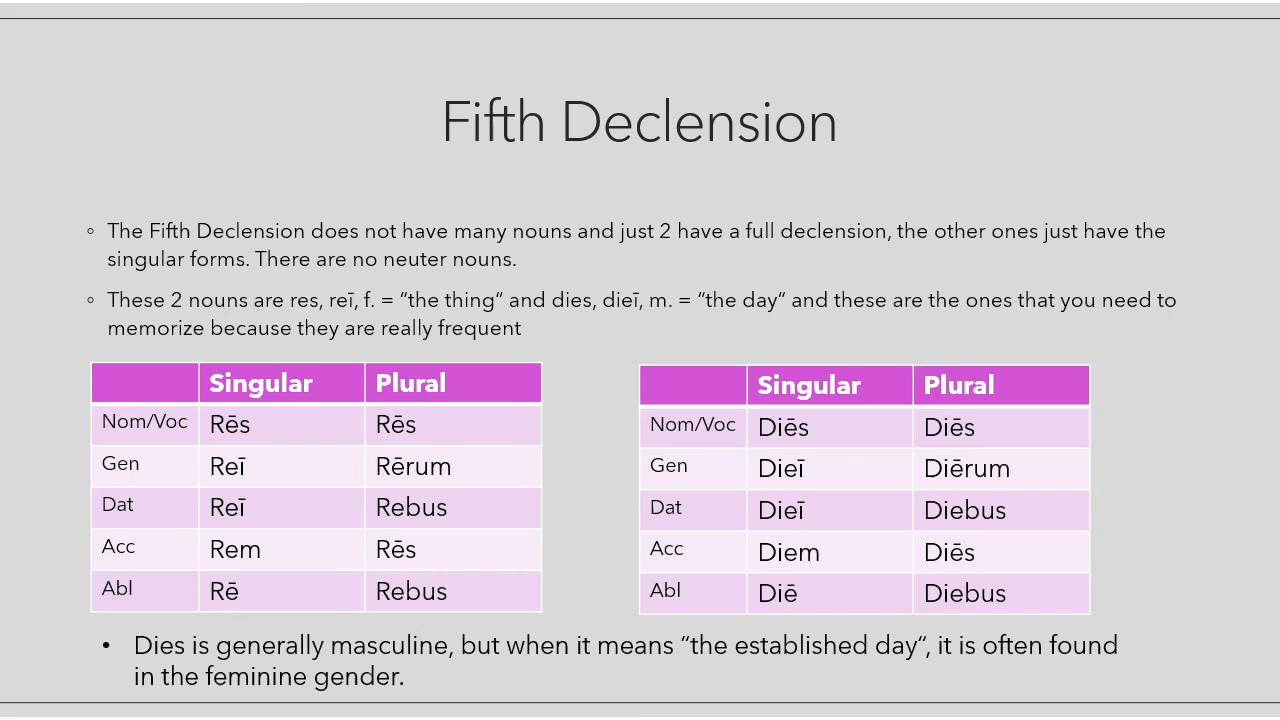 Fifth Declension
◦ The Fifth Declension does not have many nouns and just 2 have a full declension, the other ones just have the
singular forms. There are no neuter nouns.
◦ These 2 nouns are res, reī, f. = “the thing“ and dies, dieī, m. = “the day“ and these are the ones that you need to
memorize because they are really frequent
Singular Plural
Nom/Voc Rēs Rēs
Gen Reī Rērum
Dat Reī Rebus
Acc Rem Rēs
Abl Rē Rebus
Singular Plural
Nom/Voc Diēs Diēs
Gen Dieī Diērum
Dat Dieī Diebus
Acc Diem Diēs
Abl Diē Diebus
• Dies is generally masculine, but when it means “the established day“, it is often found
in the feminine gender.